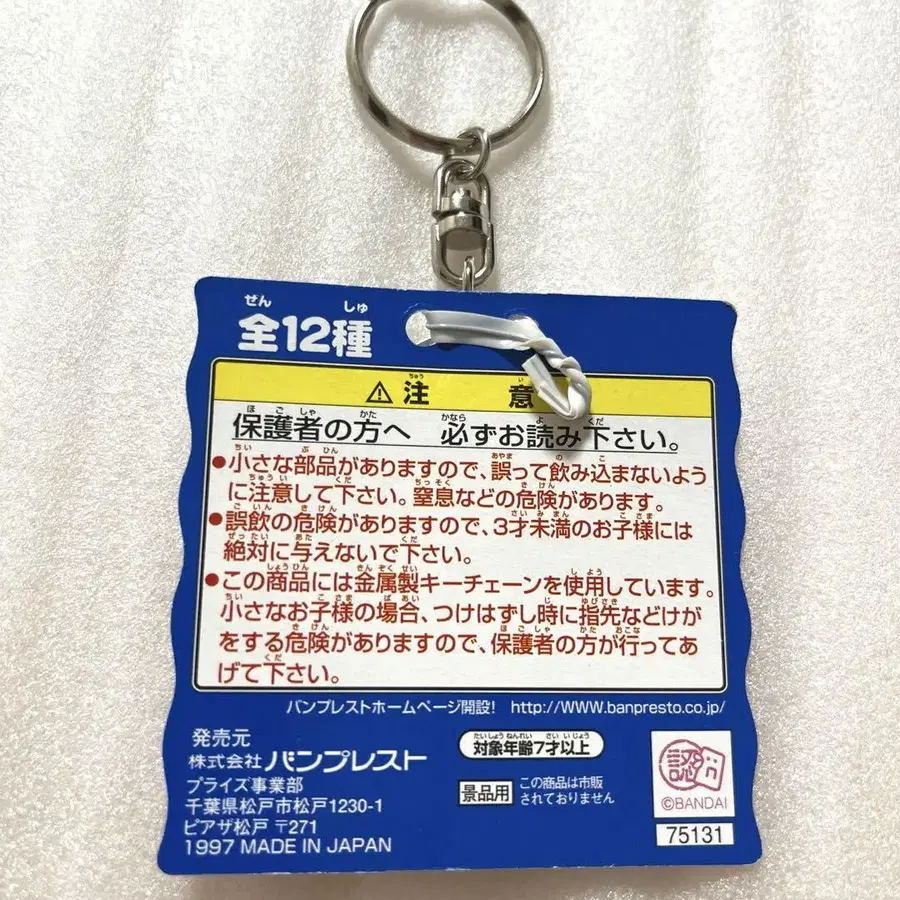 全12種
⚠注 意
保護者の方へ 必ずお読み下さい。
●小さな部品がありますので、誤って飲み込まないよう
に注意して下さい。窒息などの危険があります。
●誤飲の危険がありますので、3才未満のお子様には
絶対に与えないで下さい。
●この商品には金属製キーチェーンを使用しています。
小さなお子様の場合、つけはずし時に指先などけが
をする危険がありますので、保護者の方が行ってあ
げて下さい。
バンプレストホームページ開設! http://WWW.banpresto.co.jp/
発売元
株式会社 バンプレスト
プライズ事業部
千葉県松戸市松戸1230-1
ピアザ松戸 〒271
1997 MADE IN JAPAN
対象年齢7才以上
景品用 この商品は市販
されておりません
©BANDAI
75131